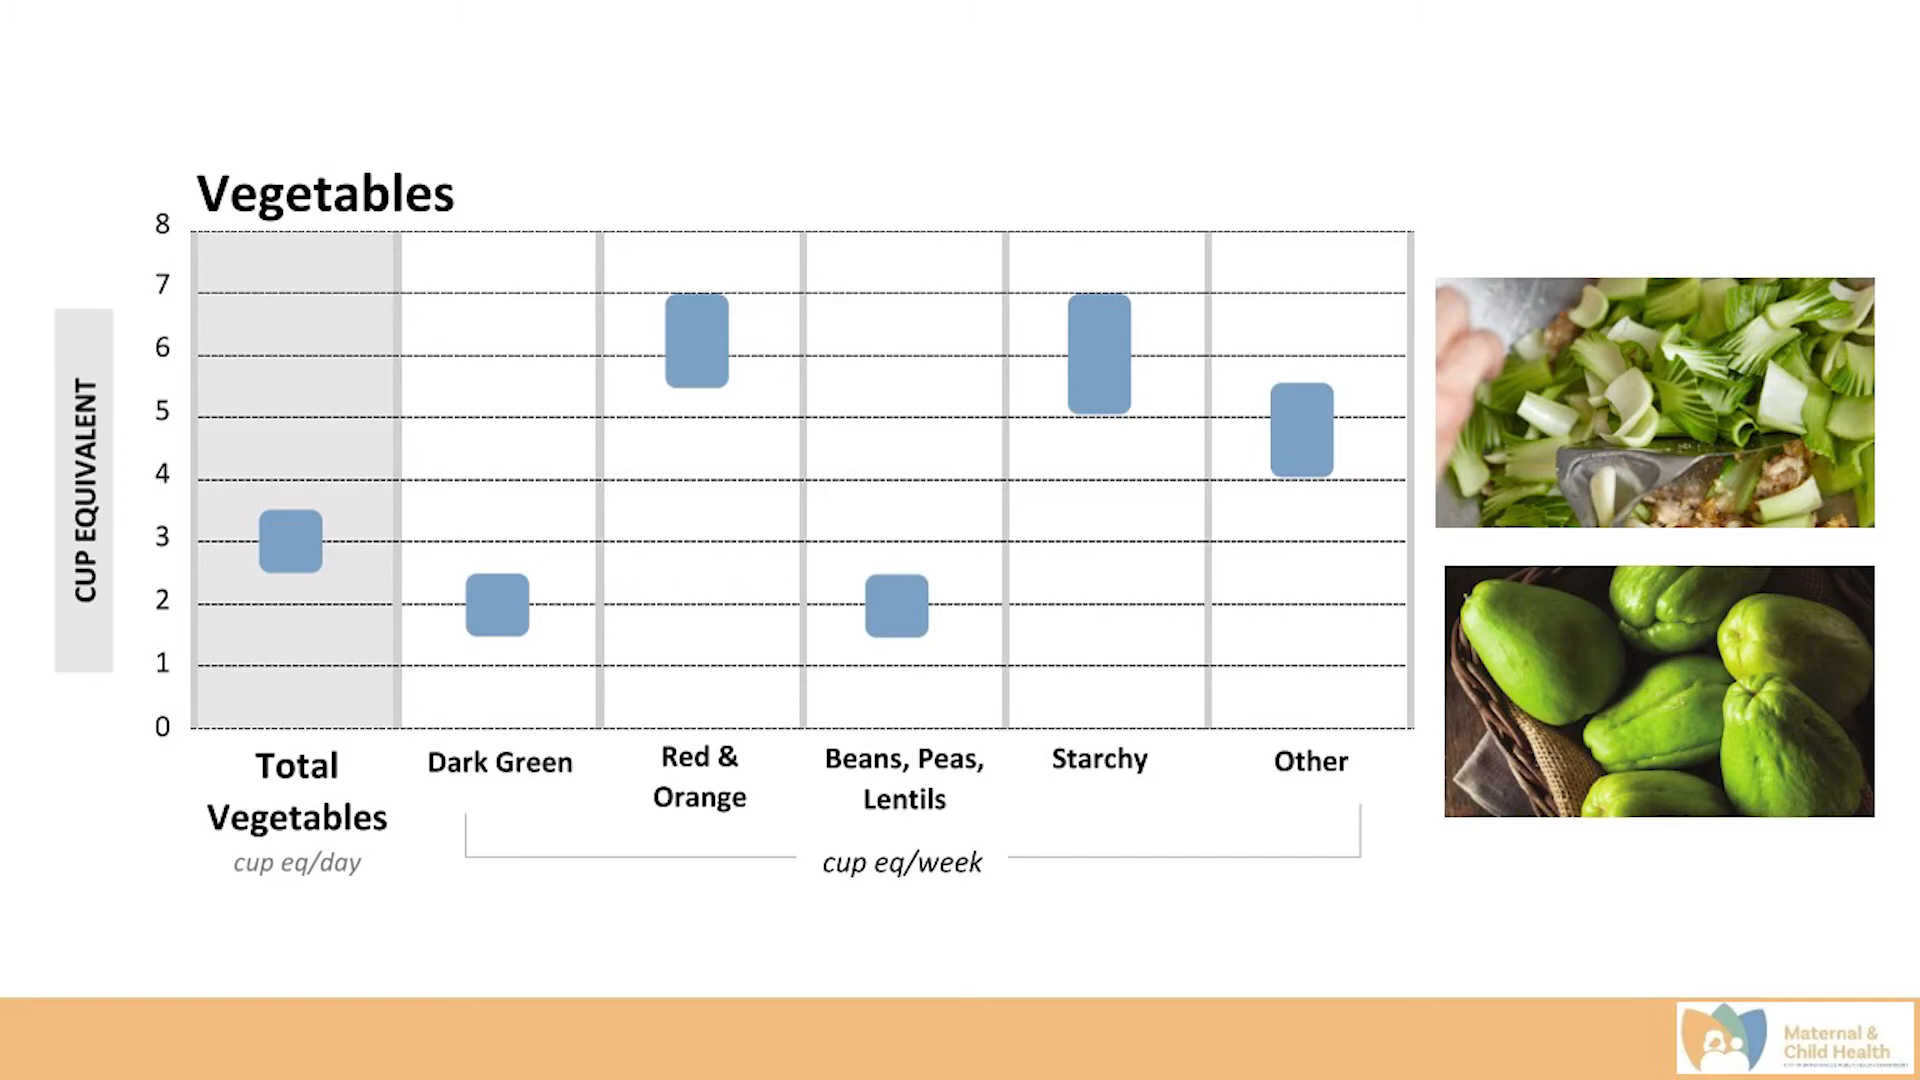 Vegetables
8
7
6
5
4
3
2
1
0
CUP EQUIVALENT
Total
Vegetables
cup eq/day
Dark Green
Red &
Orange
Beans, Peas,
Lentils
Starchy
Other
cup eq/week
Maternal &
Child Health